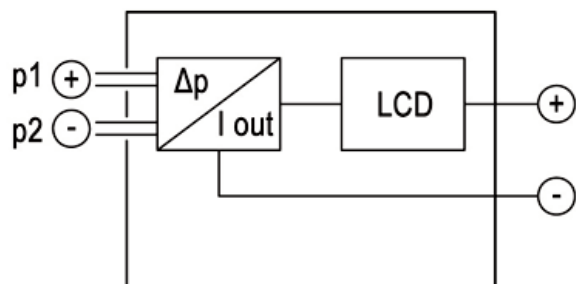 p1 +
p2 -
Δp
I out
LCD
+
-